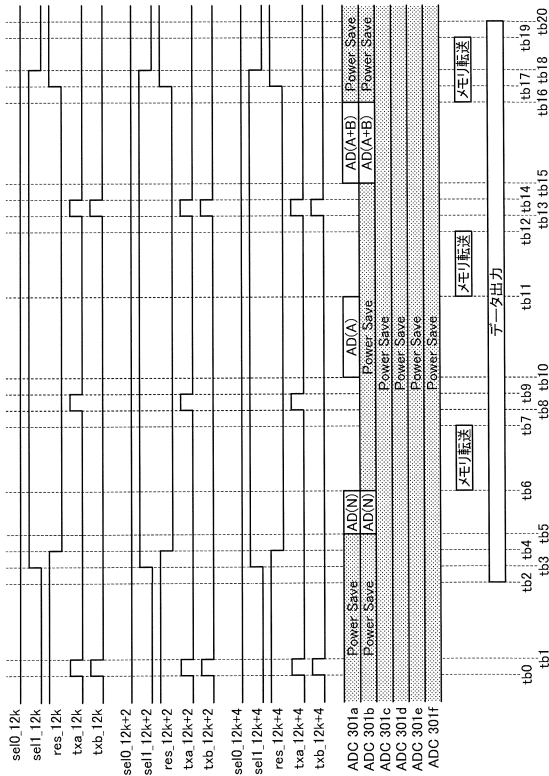 sel0_12k
sel1_12k
res_12k
txa_12k
txb_12k
sel0_12k+2
sel1_12k+2
res_12k+2
txa_12k+2
txb_12k+2
sel0_12k+4
sel1_12k+4
res_12k+4
txa_12k+4
txb_12k+4
ADC 301a Power Save AD(N) AD(A) AD(A+B) Power Save
ADC 301b Power Save AD(N) Power Save AD(A+B) Power Save
ADC 301c Power Save
ADC 301d Power Save
ADC 301e Power Save
ADC 301f Power Save
メモリ転送 メモリ転送 メモリ転送
データ出力
tb0 tb2 tb4 tb6 tb7 tb9 tb11 tb12 tb14 tb16 tb17 tb19
tb1 tb3 tb5 tb8 tb10 tb13 tb15 tb18 tb20